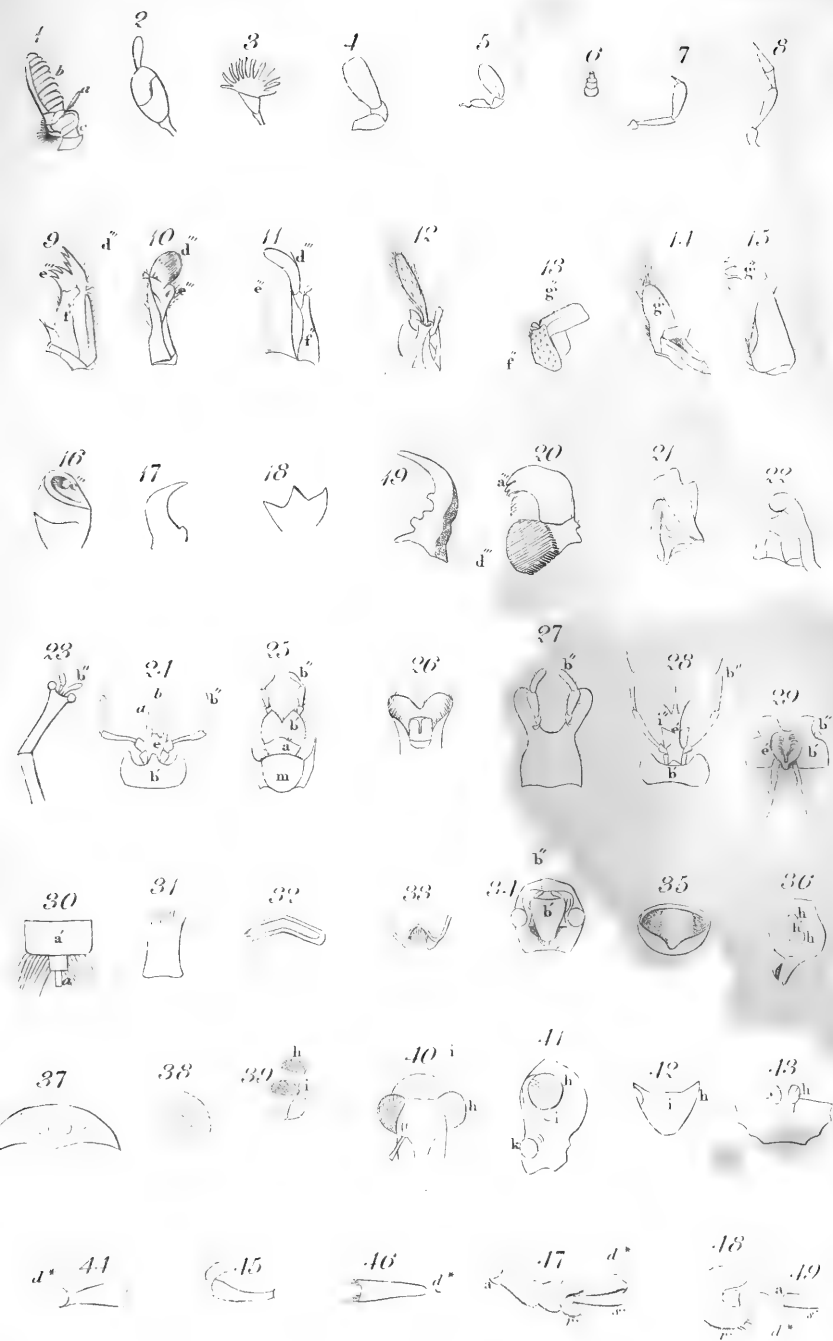 1 2 3 4 5 6 7 8
b
a
c
9 d''' 10 11 12 13 14 15
d''' d''' g''
e''' e''' e'' g''
f'' f'' g''
f''
16 17 18 19 20 21 22
a''
d'''
23 24 25 26 27 28 29
b'' b b'' b'' b''
a b'' b''
e b i'' e e' b'
b' a b'
m
30 31 32 33 34 35 36
b''
a' b' h
h h
a
37 38 39 40 41 42 43
h i
i h h i h h
i
k
44 45 46 47 48 49
d* d* d*
a a
r s
r d*